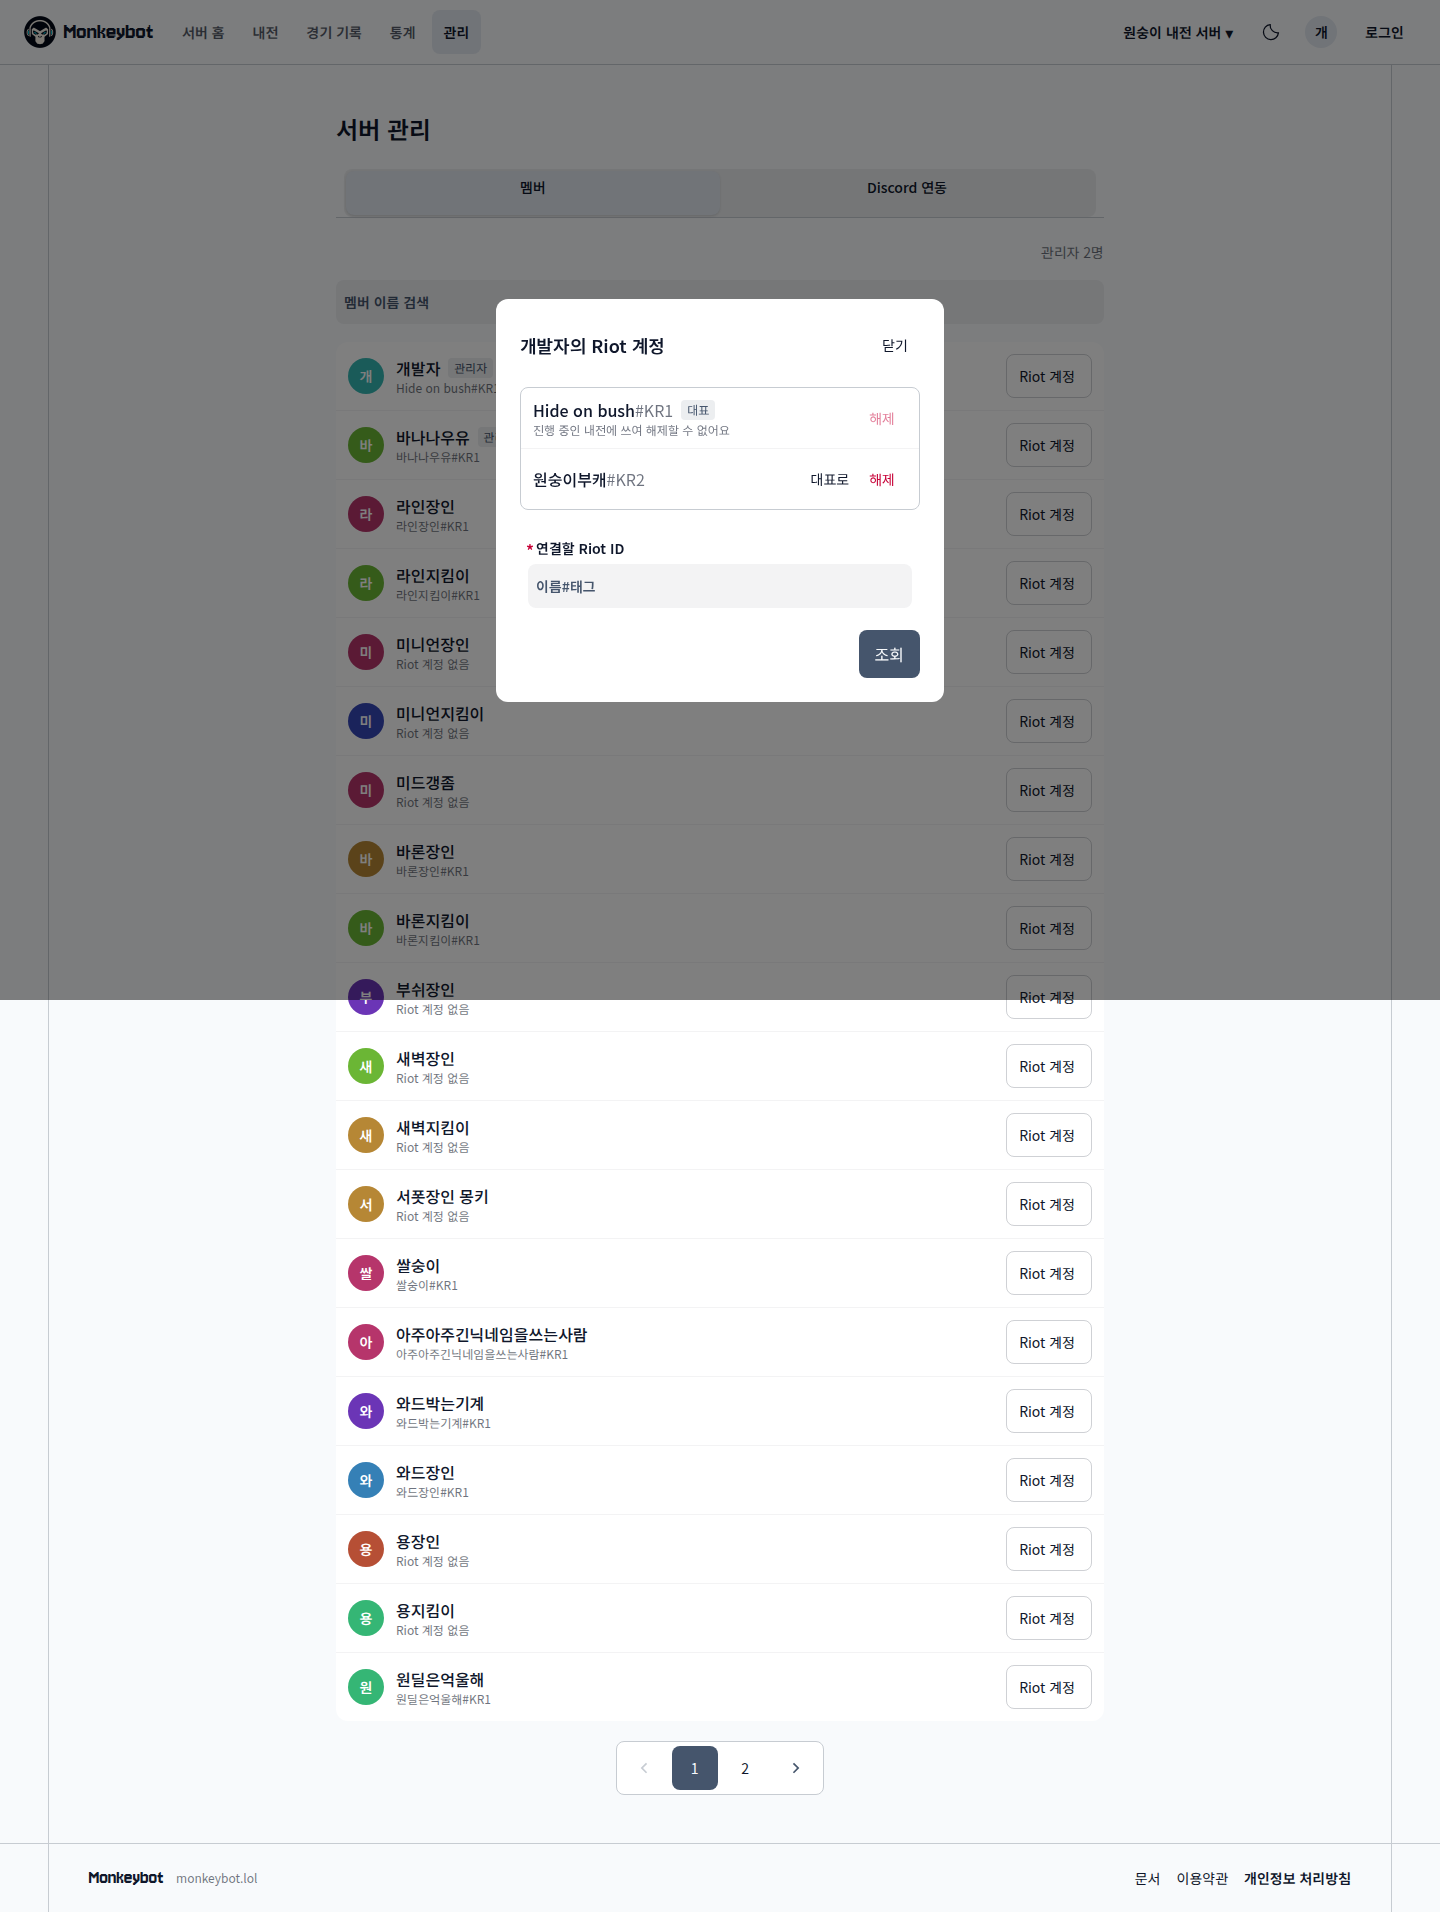 Monkeybot 서버 홈 내전 경기 기록 통계 관리 원숭이 내전 서버 ▾ 개 로그인
서버 관리
멤버 Discord 연동
관리자 2명
멤버 이름 검색
개발자의 Riot 계정 닫기
Hide on bush#KR1 대표
진행 중인 내전에 쓰여 해제할 수 없어요
해제
원숭이부캐#KR2 대표로 해제
* 연결할 Riot ID
이름#태그
조회
개 개발자 관리자
Hide on bush#KR1
Riot 계정
바 바나나우유
바나나우유#KR1
Riot 계정
라 라인장인
라인장인#KR1
Riot 계정
라 라인지킴이
라인지킴이#KR1
Riot 계정
미 미니언장인
Riot 계정 없음
Riot 계정
미 미니언지킴이
Riot 계정 없음
Riot 계정
미 미드갱좀
Riot 계정 없음
Riot 계정
바 바론장인
바론장인#KR1
Riot 계정
바 바론지킴이
바론지킴이#KR1
Riot 계정
부 부쉬장인
Riot 계정 없음
Riot 계정
새 새벽장인
Riot 계정 없음
Riot 계정
새 새벽지킴이
Riot 계정 없음
Riot 계정
서 서폿장인 몽키
Riot 계정 없음
Riot 계정
쌀 쌀숭이
쌀숭이#KR1
Riot 계정
아 아주아주긴닉네임을쓰는사람
아주아주긴닉네임을쓰는사람#KR1
Riot 계정
와 와드박는기계
와드박는기계#KR1
Riot 계정
와 와드장인
와드장인#KR1
Riot 계정
용 용장인
Riot 계정 없음
Riot 계정
용 용지킴이
Riot 계정 없음
Riot 계정
원 원딜은억울해
원딜은억울해#KR1
Riot 계정
1 2
Monkeybot monkeybot.lol 문서 이용약관 개인정보 처리방침